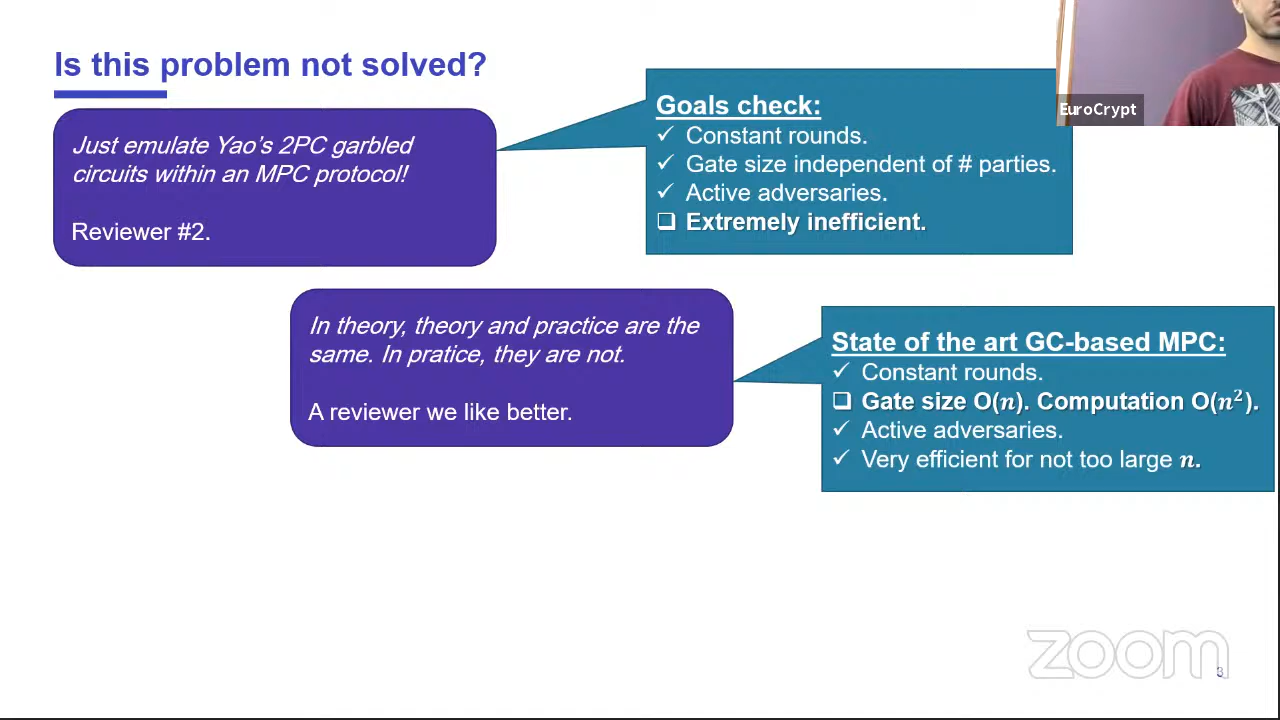 Is this problem not solved?
Just emulate Yao's 2PC garbled
circuits within an MPC protocol!
Reviewer #2.
Goals check:
✓ Constant rounds.
✓ Gate size independent of # parties.
✓ Active adversaries.
❑ Extremely inefficient.
EuroCrypt
In theory, theory and practice are the
same. In pratice, they are not.
A reviewer we like better.
State of the art GC-based MPC:
✓ Constant rounds.
❑ Gate size O(n). Computation O(n²).
✓ Active adversaries.
✓ Very efficient for not too large n.
zoom
3